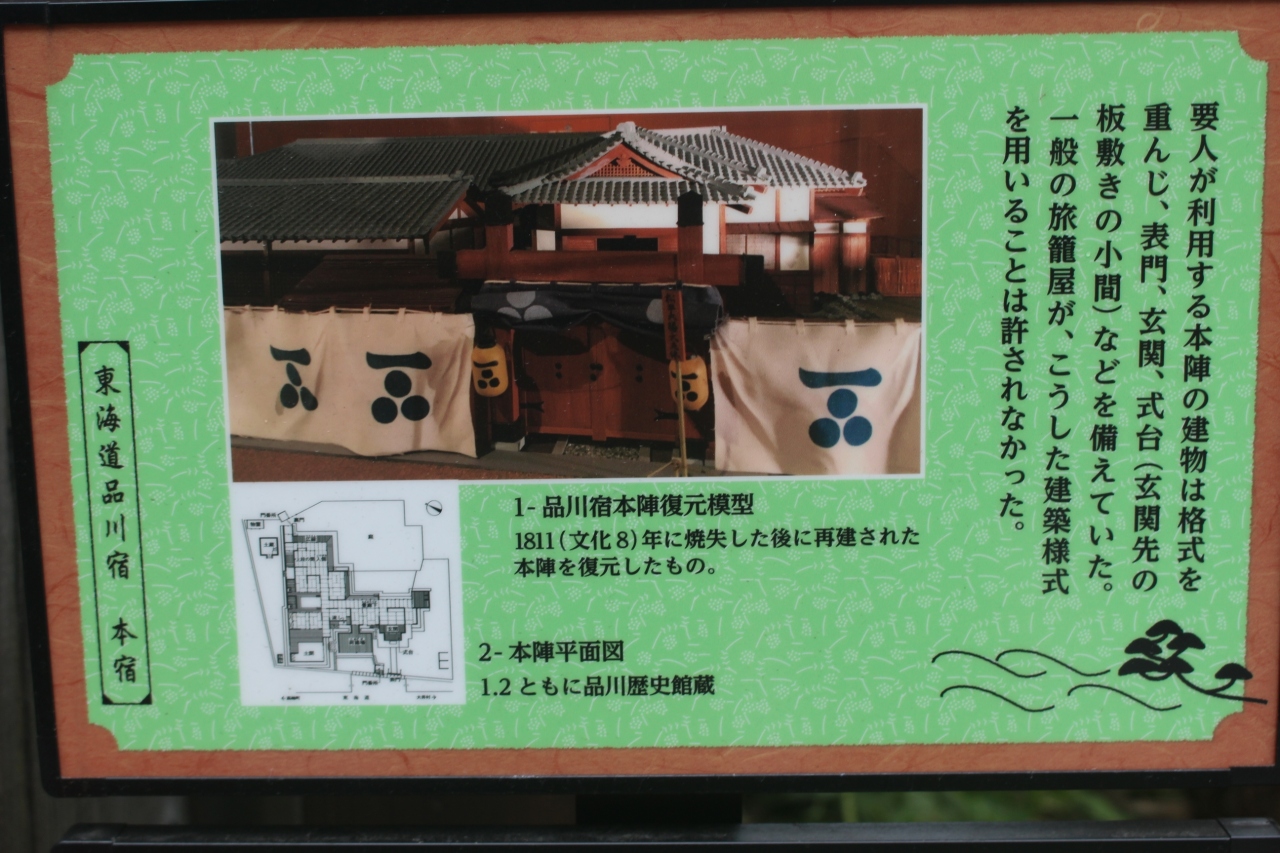 要人が利用する本陣の建物は格式を
重んじ、表門、玄関、式台（玄関先の
板敷きの小間）などを備えていた。
一般の旅籠屋が、こうした建築様式
を用いることは許されなかった。
1- 品川宿本陣復元模型
1811（文化8）年に焼失した後に再建された
本陣を復元したもの。
2- 本陣平面図
1.2 ともに品川歴史館蔵
東海道品川宿 本宿